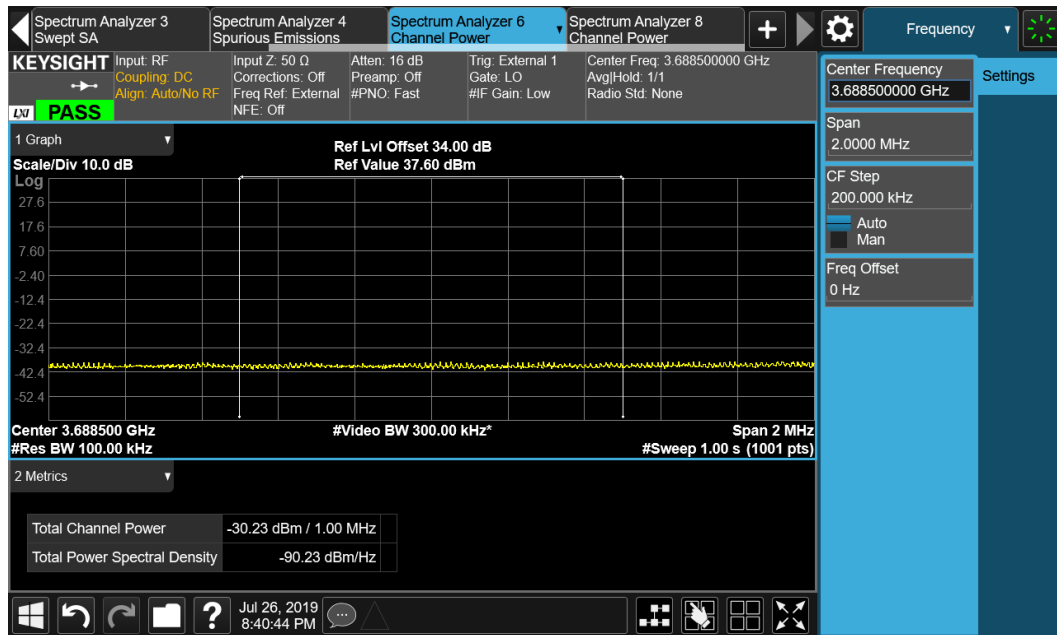 Spectrum Analyzer 3
Swept SA
Spectrum Analyzer 4
Spurious Emissions
Spectrum Analyzer 6
Channel Power
Spectrum Analyzer 8
Channel Power
+
Frequency
KEYSIGHT
LXI PASS
Input: RF
Coupling: DC
Align: Auto/No RF
Input Z: 50 Ω
Corrections: Off
Freq Ref: External
NFE: Off
Atten: 16 dB
Preamp: Off
#PNO: Fast
Trig: External 1
Gate: LO
#IF Gain: Low
Center Freq: 3.688500000 GHz
Avg|Hold: 1/1
Radio Std: None
Center Frequency
3.688500000 GHz
Settings
Span
2.0000 MHz
CF Step
200.000 kHz
Auto
Man
Freq Offset
0 Hz
1 Graph
Scale/Div 10.0 dB
Ref Lvl Offset 34.00 dB
Ref Value 37.60 dBm
Log
27.6
17.6
7.60
-2.40
-12.4
-22.4
-32.4
-42.4
-52.4
Center 3.688500 GHz
#Video BW 300.00 kHz*
Span 2 MHz
#Res BW 100.00 kHz
#Sweep 1.00 s (1001 pts)
2 Metrics
Total Channel Power -30.23 dBm / 1.00 MHz
Total Power Spectral Density -90.23 dBm/Hz
?
Jul 26, 2019
8:40:44 PM